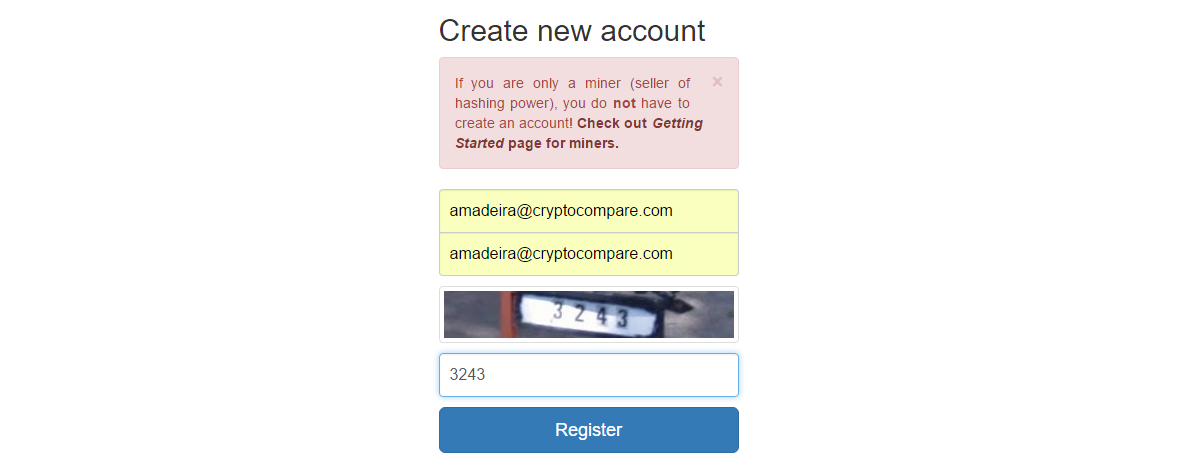 Create new account
If you are only a miner (seller of
hashing power), you do not have to
create an account! Check out Getting
Started page for miners.
×
amadeira@cryptocompare.com
amadeira@cryptocompare.com
3243
3243
Register